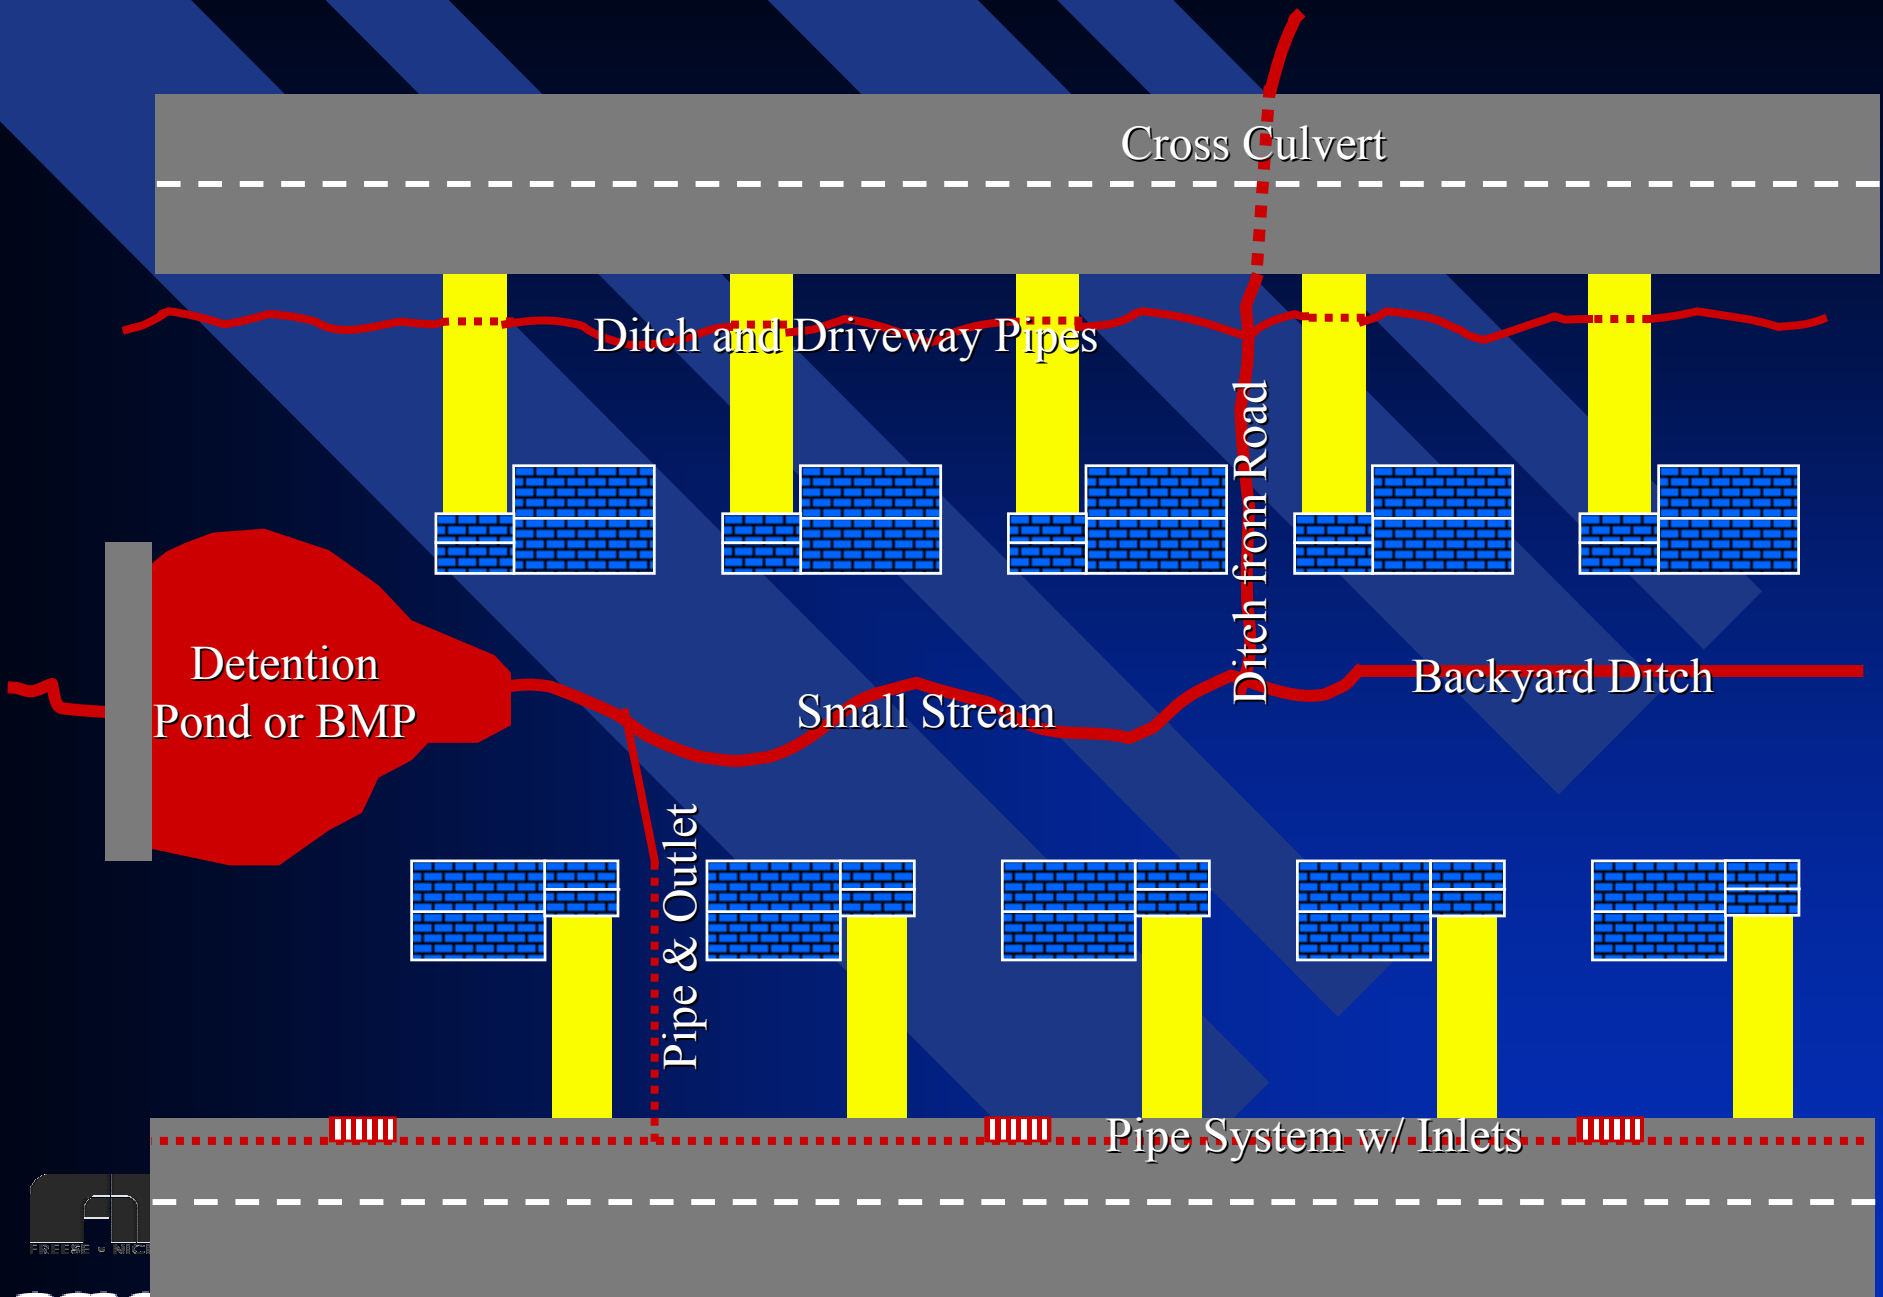 Cross Culvert
Ditch and Driveway Pipes
Ditch from Road
Detention
Pond or BMP
Small Stream
Backyard Ditch
Pipe & Outlet
Pipe System w/ Inlets
FREESE